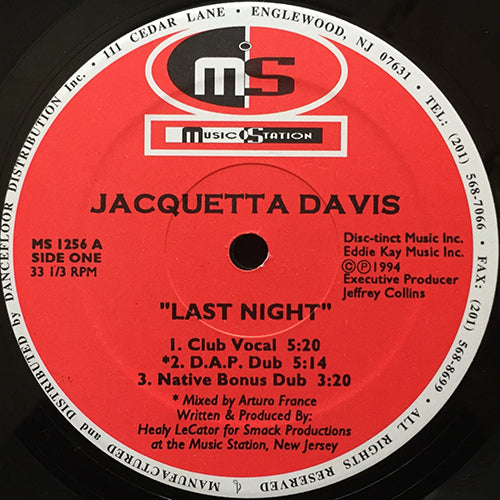 MANUFACTURED and DISTRIBUTED by DANCEFLOOR DISTRIBUTION Inc. • 111 CEDAR LANE • ENGLEWOOD, NJ 07631 • TEL: (201) 568-7066 • FAX: (201) 568-8699 • ALL RIGHTS RESERVED •
MS
MUSIC STATION
JACQUETTA DAVIS
MS 1256 A
SIDE ONE
33 1/3 RPM
Disc-tinct Music Inc.
Eddie Kay Music Inc.
©℗1994
Executive Producer
Jeffrey Collins
"LAST NIGHT"
1. Club Vocal 5:20
*2. D.A.P. Dub 5:14
3. Native Bonus Dub 3:20
* Mixed by Arturo France
Written & Produced By:
Healy LeCator for Smack Productions
at the Music Station, New Jersey